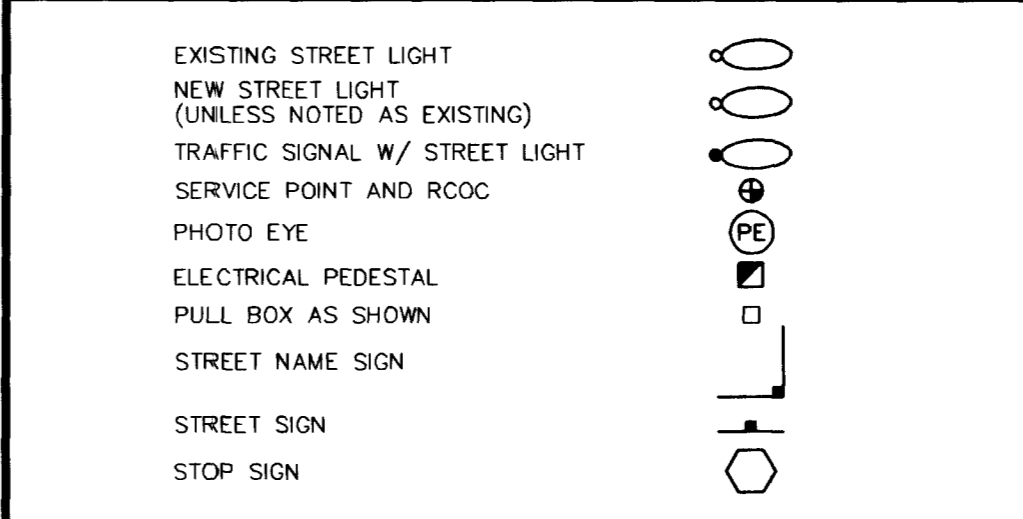 EXISTING STREET LIGHT
NEW STREET LIGHT
(UNLESS NOTED AS EXISTING)
TRAFFIC SIGNAL W/ STREET LIGHT
SERVICE POINT AND RCOC
PHOTO EYE
PE
ELECTRICAL PEDESTAL
PULL BOX AS SHOWN
STREET NAME SIGN
STREET SIGN
STOP SIGN